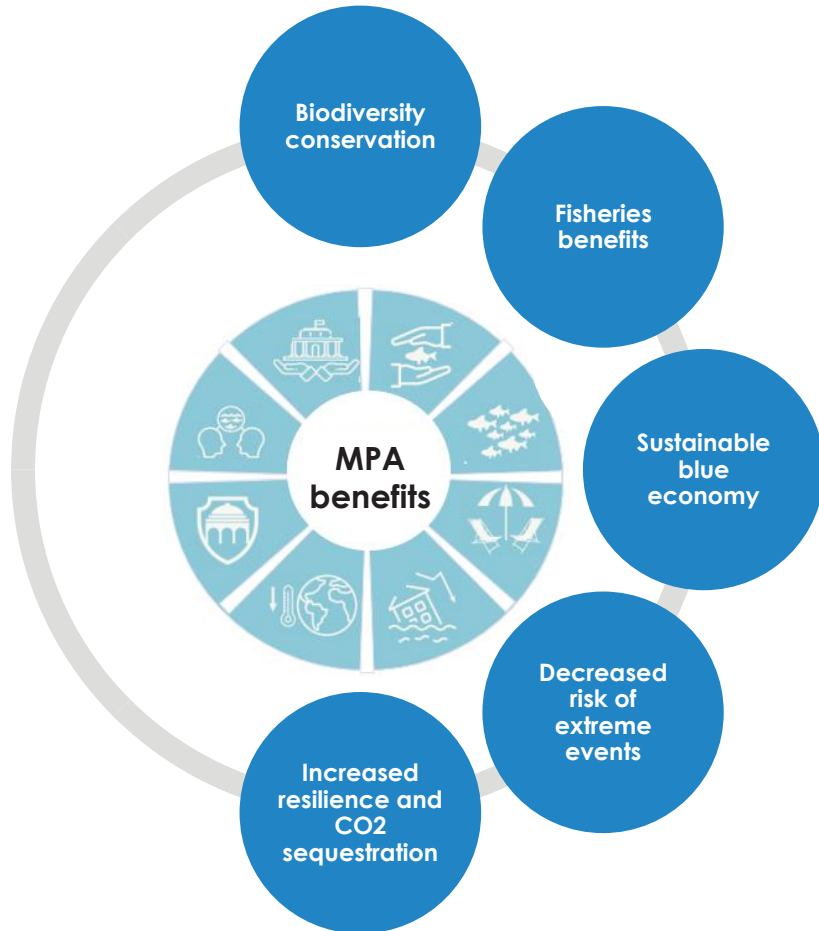 Biodiversity
conservation
Fisheries
benefits
MPA
benefits
Sustainable
blue
economy
Decreased
risk of
extreme
events
Increased
resilience and
CO2
sequestration